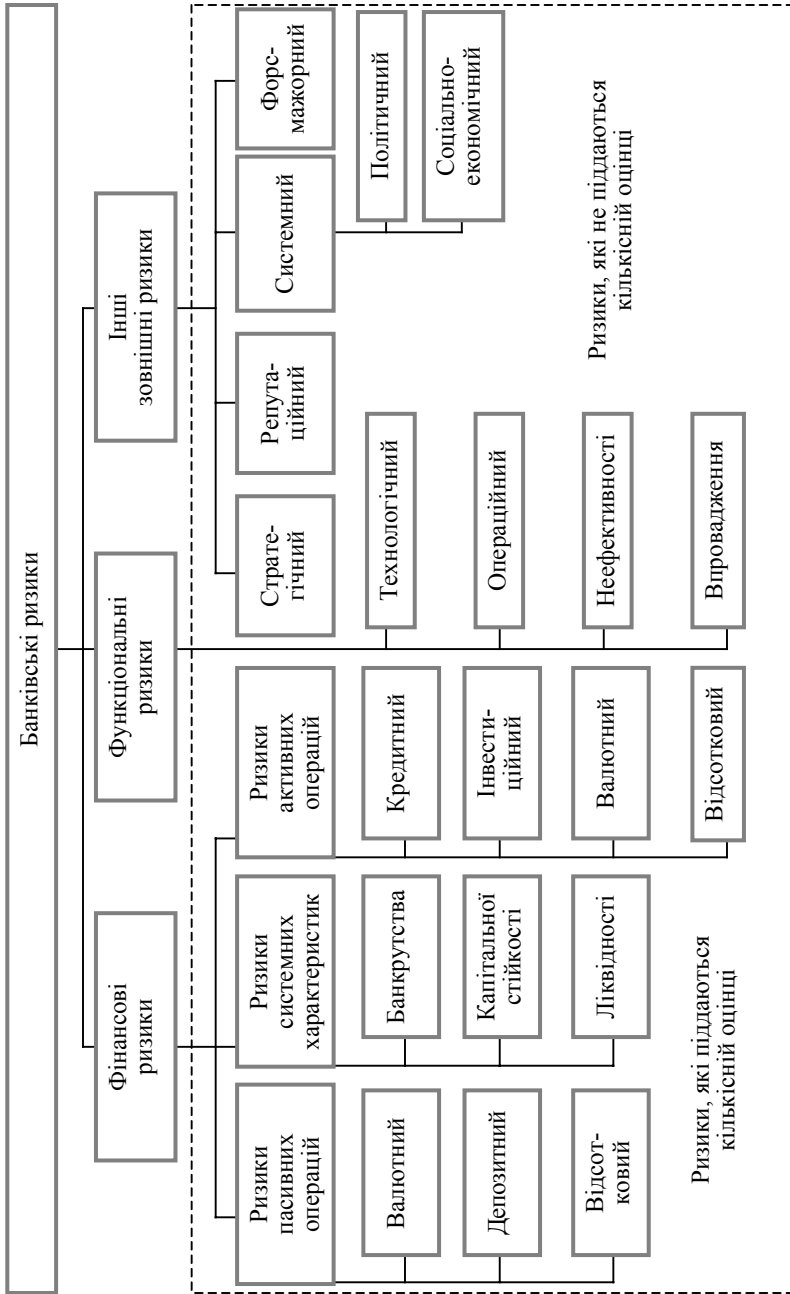 Банківські ризики
Фінансові
ризики
Функціональні
ризики
Інші
зовнішні ризики
Ризики
пасивних
операцій
Ризики
системних
характеристик
Ризики
активних
операцій
Страте-
гічний
Репута-
ційний
Системний
Форс-
мажорний
Валютний
Депозитний
Відсот-
ковий
Банкрутства
Капітальної
стійкості
Ліквідності
Кредитний
Інвести-
ційний
Валютний
Відсотковий
Технологічний
Операційний
Неефективності
Впровадження
Політичний
Соціально-
економічний
Ризики, які піддаються
кількісній оцінці
Ризики, які не піддаються
кількісній оцінці